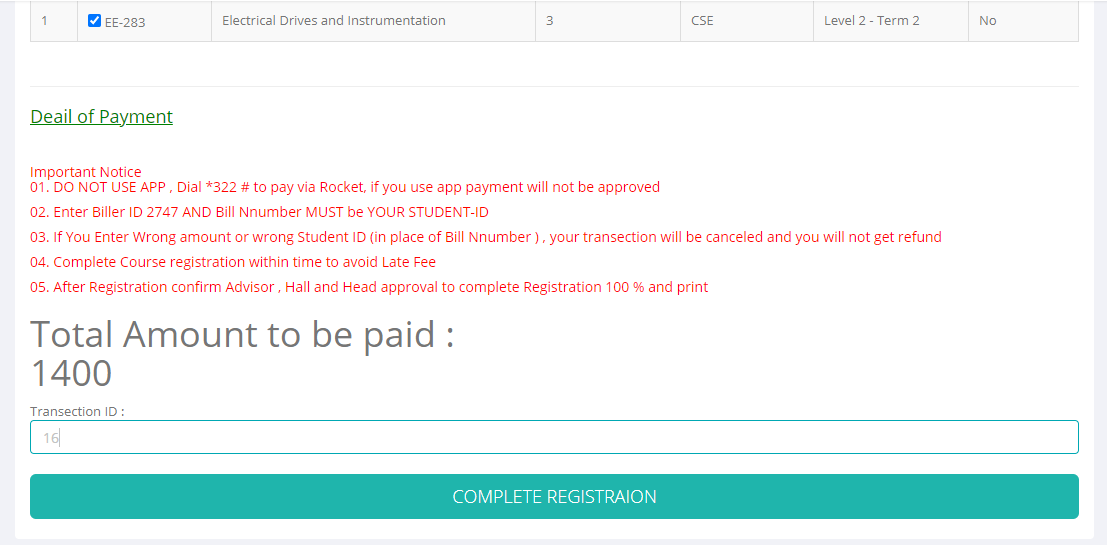 1 EE-283 Electrical Drives and Instrumentation 3 CSE Level 2 - Term 2 No
Deail of Payment
Important Notice
01. DO NOT USE APP , Dial *322 # to pay via Rocket, if you use app payment will not be approved
02. Enter Biller ID 2747 AND Bill Nnumber MUST be YOUR STUDENT-ID
03. If You Enter Wrong amount or wrong Student ID (in place of Bill Nnumber ) , your transection will be canceled and you will not get refund
04. Complete Course registration within time to avoid Late Fee
05. After Registration confirm Advisor , Hall and Head approval to complete Registration 100 % and print
Total Amount to be paid :
1400
Transection ID :
16
COMPLETE REGISTRAION